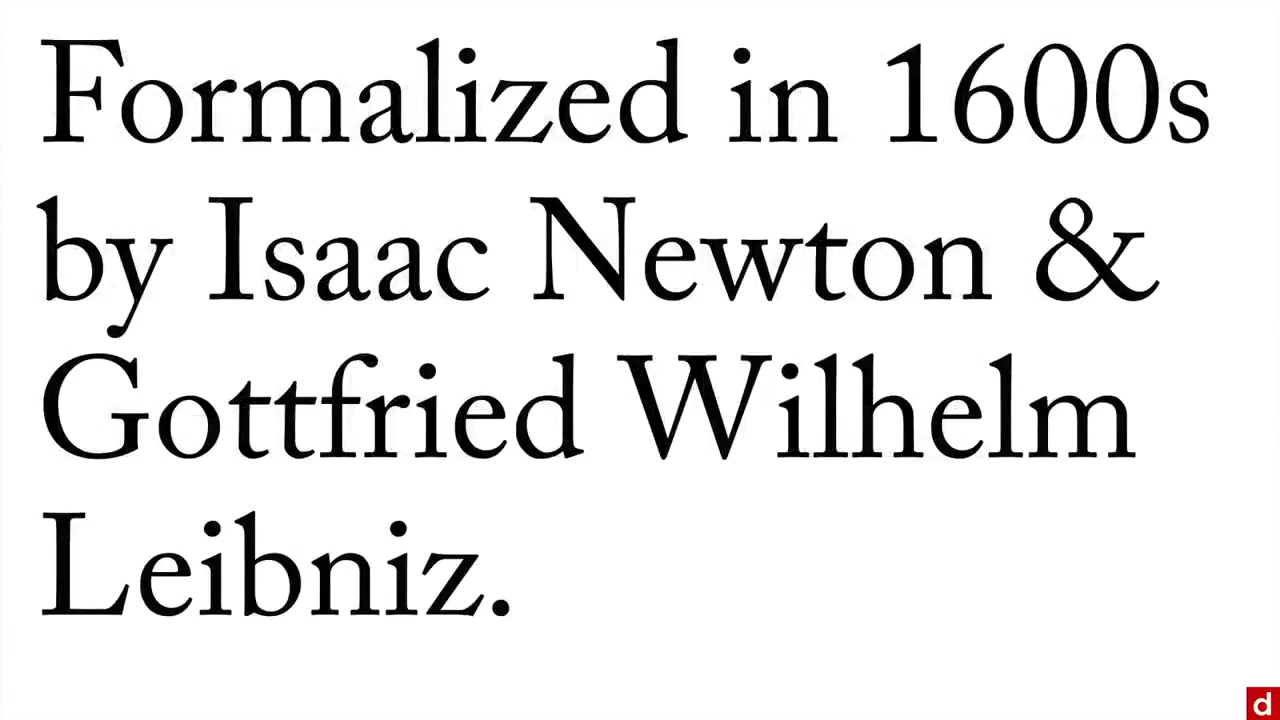 Formalized in 1600s
by Isaac Newton &
Gottfried Wilhelm
Leibniz.
d